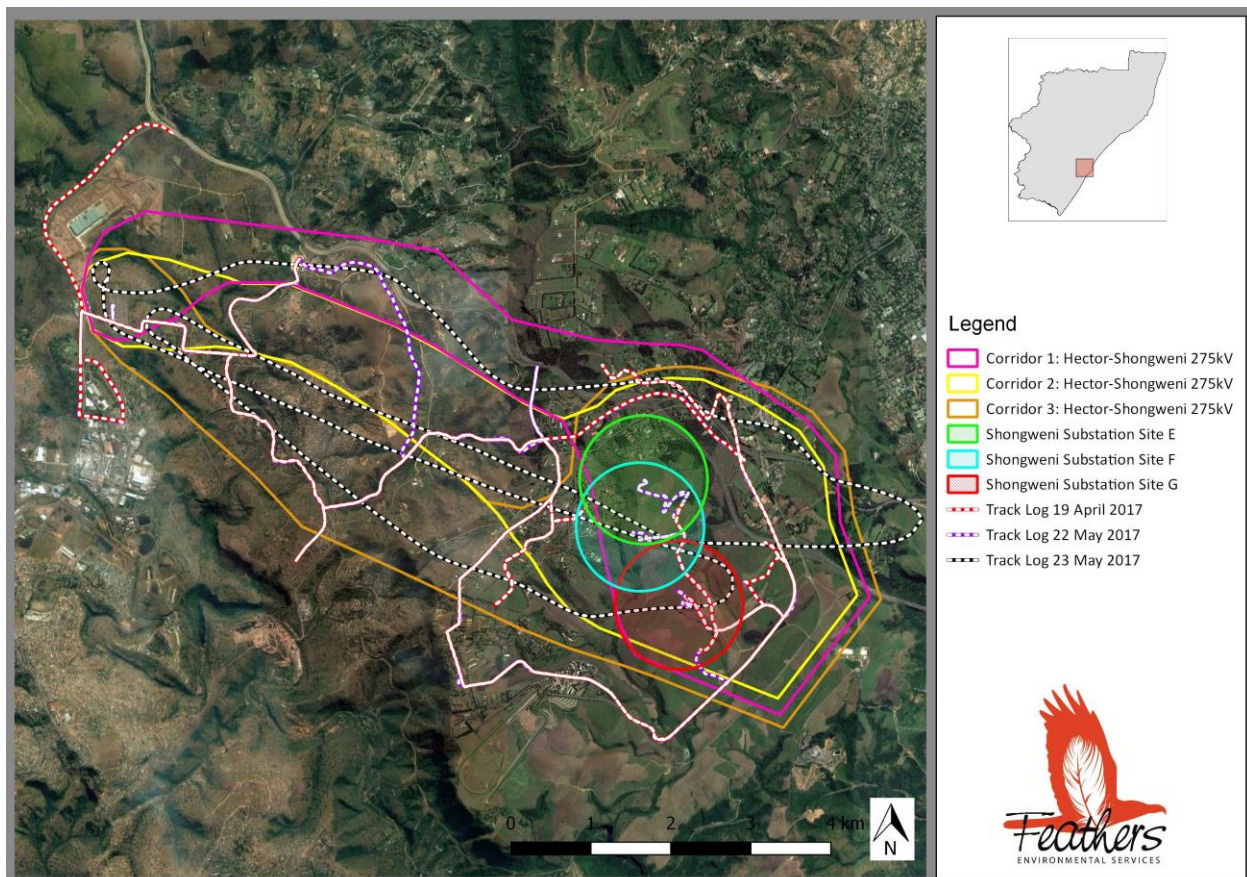 Legend
Corridor 1: Hector-Shongweni 275kV
Corridor 2: Hector-Shongweni 275kV
Corridor 3: Hector-Shongweni 275kV
Shongweni Substation Site E
Shongweni Substation Site F
Shongweni Substation Site G
Track Log 19 April 2017
Track Log 22 May 2017
Track Log 23 May 2017
0 1 2 3 4 km
N
Feathers
ENVIRONMENTAL SERVICES